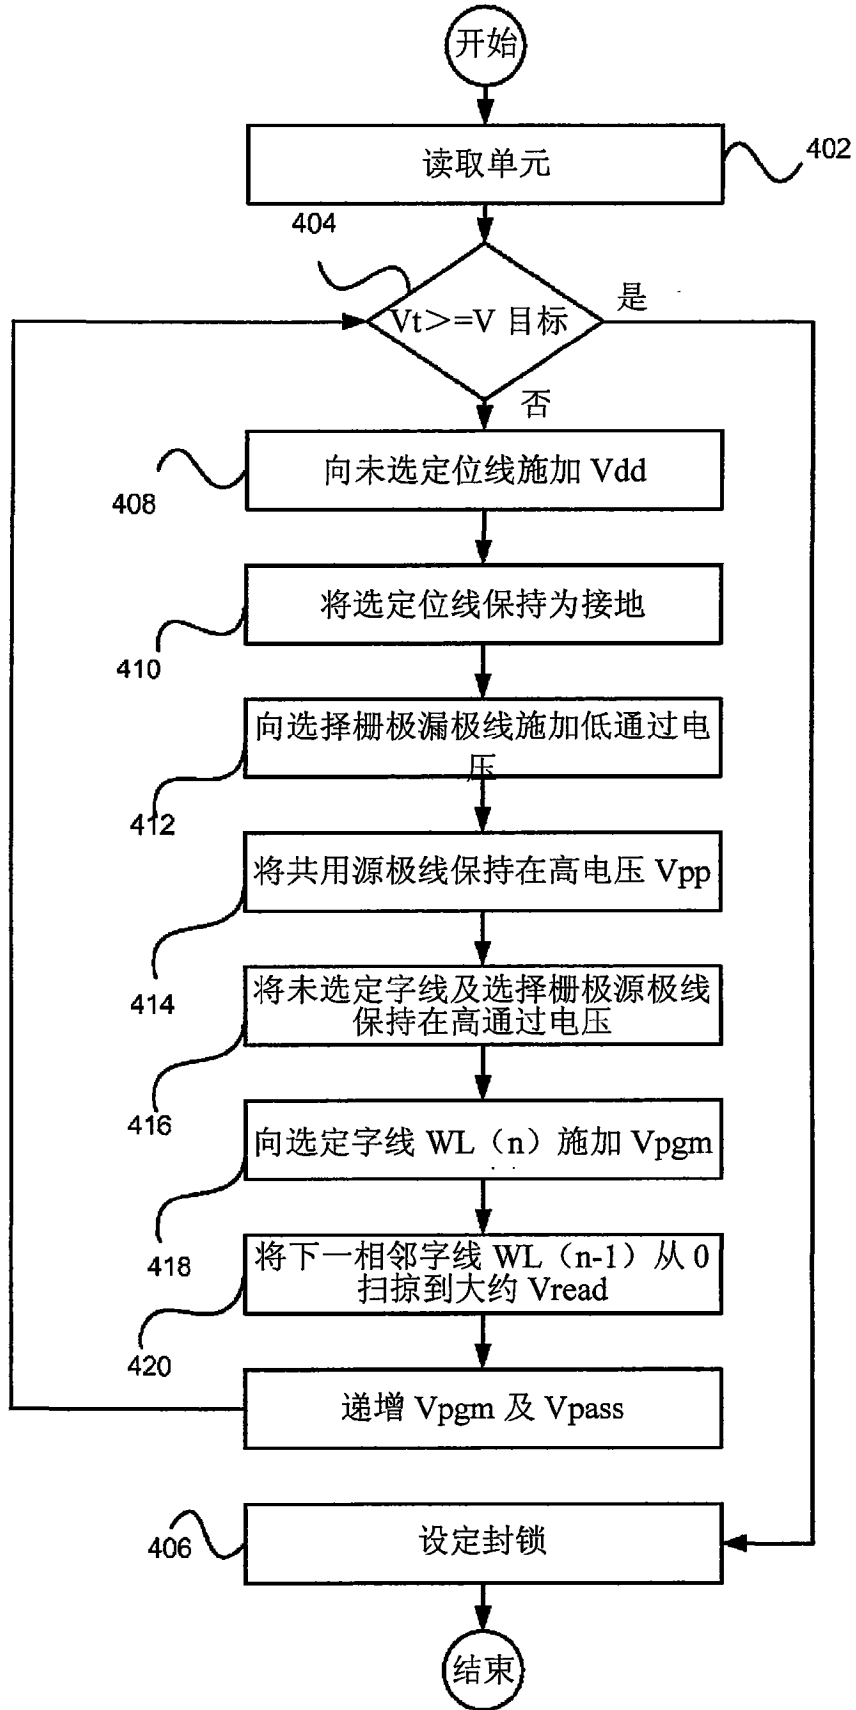 开始
读取单元
402
404
Vt>=V 目标
是
否
向未选定位线施加 Vdd
408
将选定位线保持为接地
410
向选择栅极漏极线施加低通过电
压
412
将共用源极线保持在高电压 Vpp
414
将未选定字线及选择栅极源极线
保持在高通过电压
416
向选定字线 WL（n）施加 Vpgm
418
将下一相邻字线 WL（n-1）从 0
扫掠到大约 Vread
420
递增 Vpgm 及 Vpass
设定封锁
406
结束